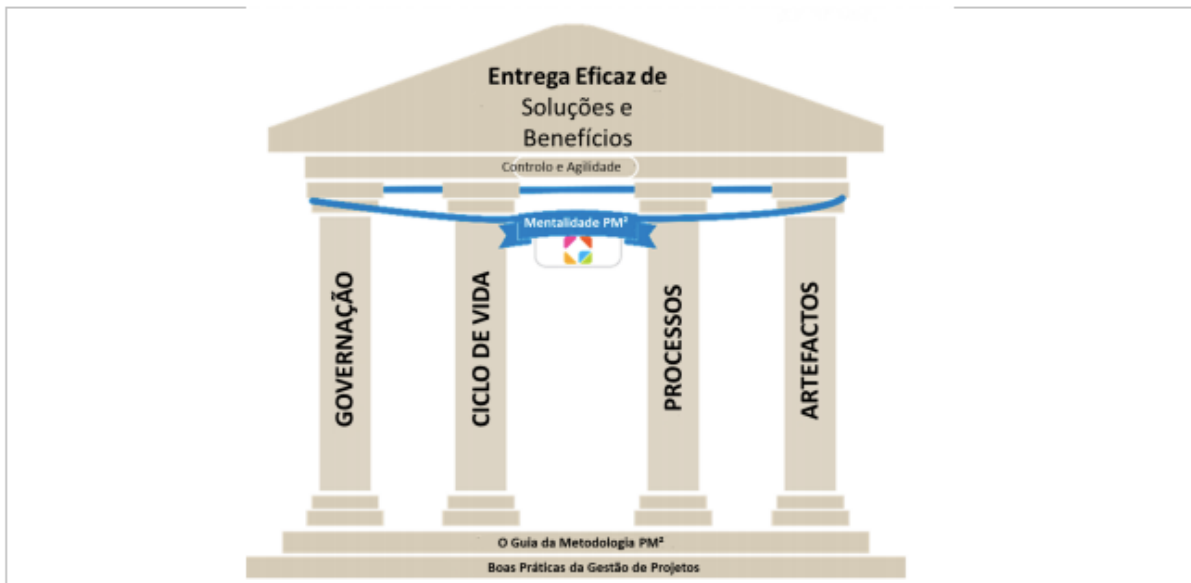 Entrega Eficaz de
Soluções e
Benefícios
Controlo e Agilidade
Mentalidade PM²
GOVERNAÇÃO
CICLO DE VIDA
PROCESSOS
ARTEFACTOS
O Guia da Metodologia PM²
Boas Práticas da Gestão de Projetos